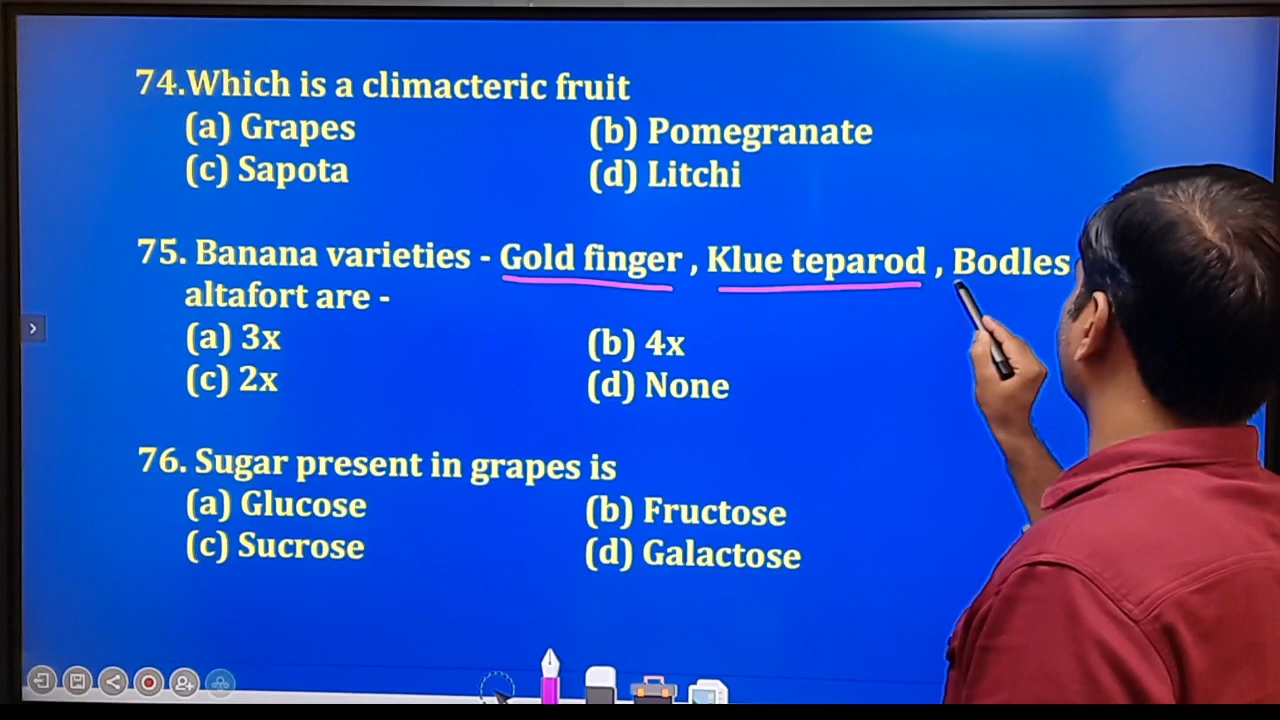 74.Which is a climacteric fruit
(a) Grapes (b) Pomegranate
(c) Sapota (d) Litchi
75. Banana varieties - Gold finger , Klue teparod , Bodles
altafort are -
(a) 3x (b) 4x
(c) 2x (d) None
76. Sugar present in grapes is
(a) Glucose (b) Fructose
(c) Sucrose (d) Galactose